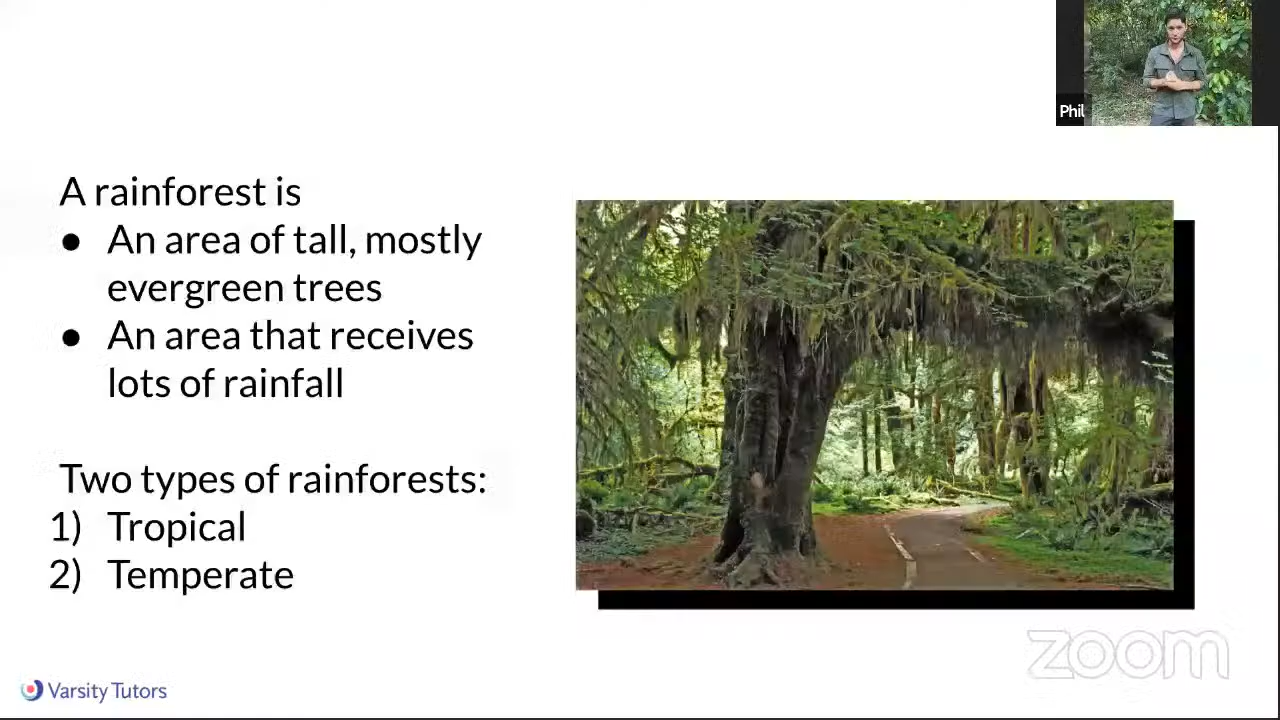 Phil
A rainforest is
● An area of tall, mostly
evergreen trees
● An area that receives
lots of rainfall
Two types of rainforests:
1) Tropical
2) Temperate
zoom
Varsity Tutors